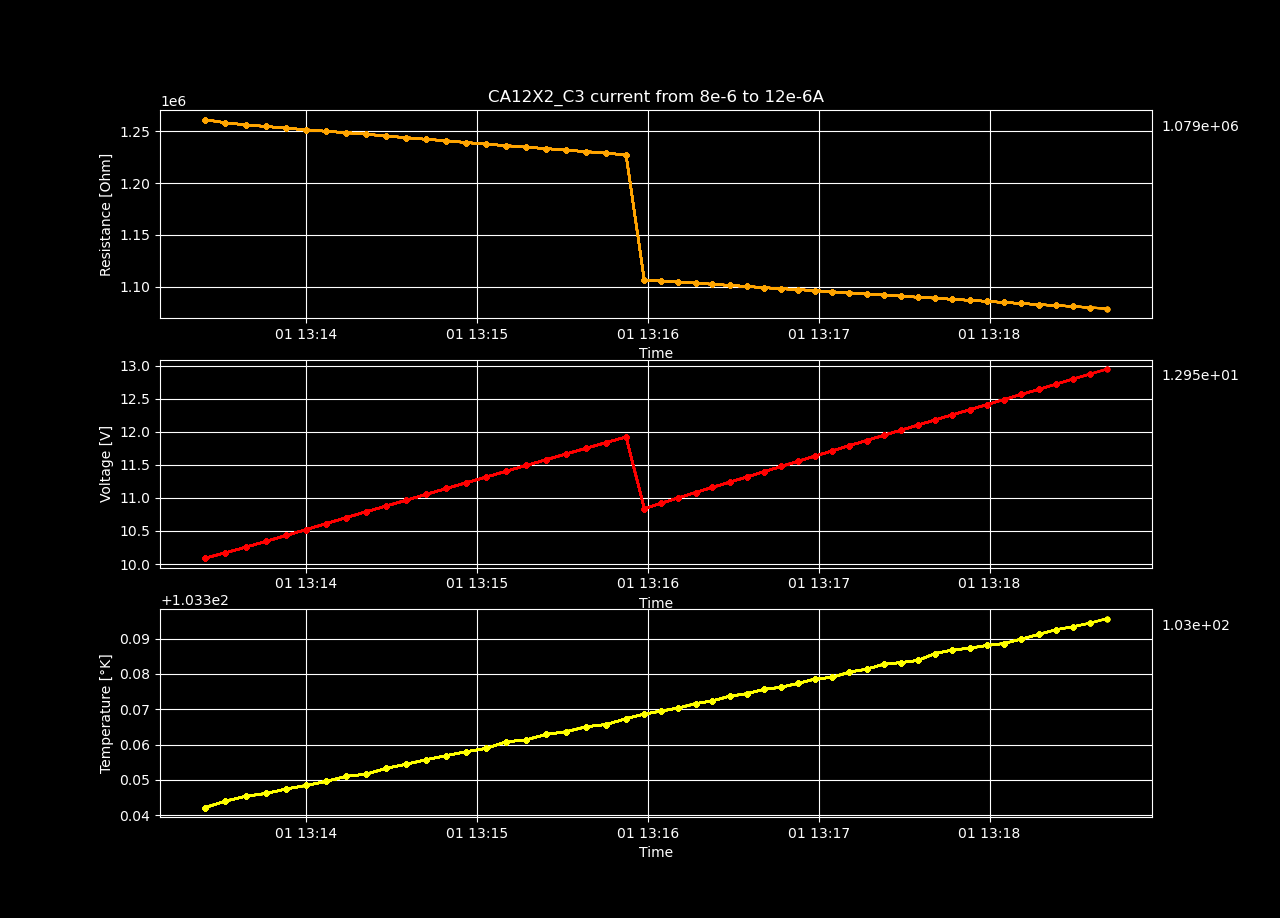 CA12X2_C3 current from 8e-6 to 12e-6A
1e6
1.079e+06
1.25
1.20
1.15
1.10
Resistance [Ohm]
01 13:14 01 13:15 01 13:16 01 13:17 01 13:18
Time
1.295e+01
13.0
12.5
12.0
11.5
11.0
10.5
10.0
Voltage [V]
01 13:14 01 13:15 01 13:16 01 13:17 01 13:18
Time
+1.033e2
1.03e+02
0.09
0.08
0.07
0.06
0.05
0.04
Temperature [°K]
01 13:14 01 13:15 01 13:16 01 13:17 01 13:18
Time